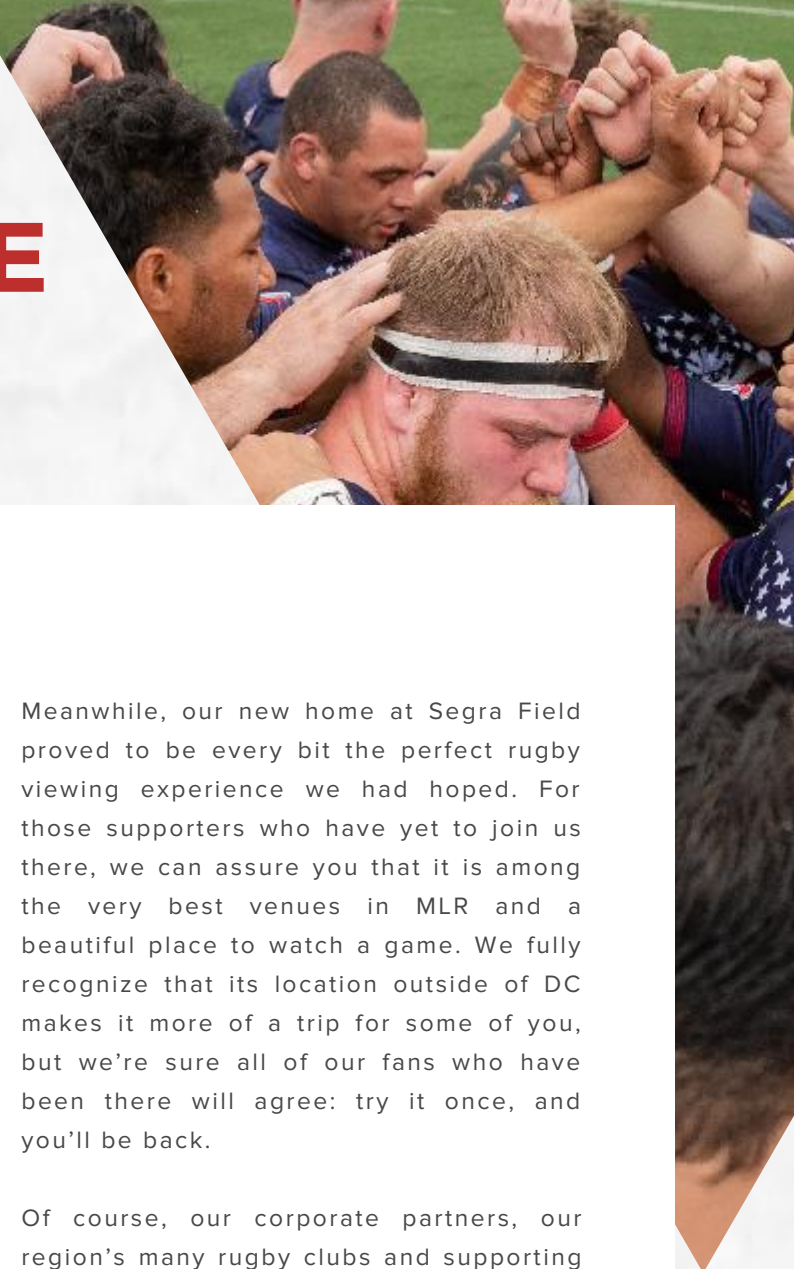 E
Meanwhile, our new home at Segra Field
proved to be every bit the perfect rugby
viewing experience we had hoped. For
those supporters who have yet to join us
there, we can assure you that it is among
the very best venues in MLR and a
beautiful place to watch a game. We fully
recognize that its location outside of DC
makes it more of a trip for some of you,
but we’re sure all of our fans who have
been there will agree: try it once, and
you’ll be back.
Of course, our corporate partners, our
region’s many rugby clubs and supporting